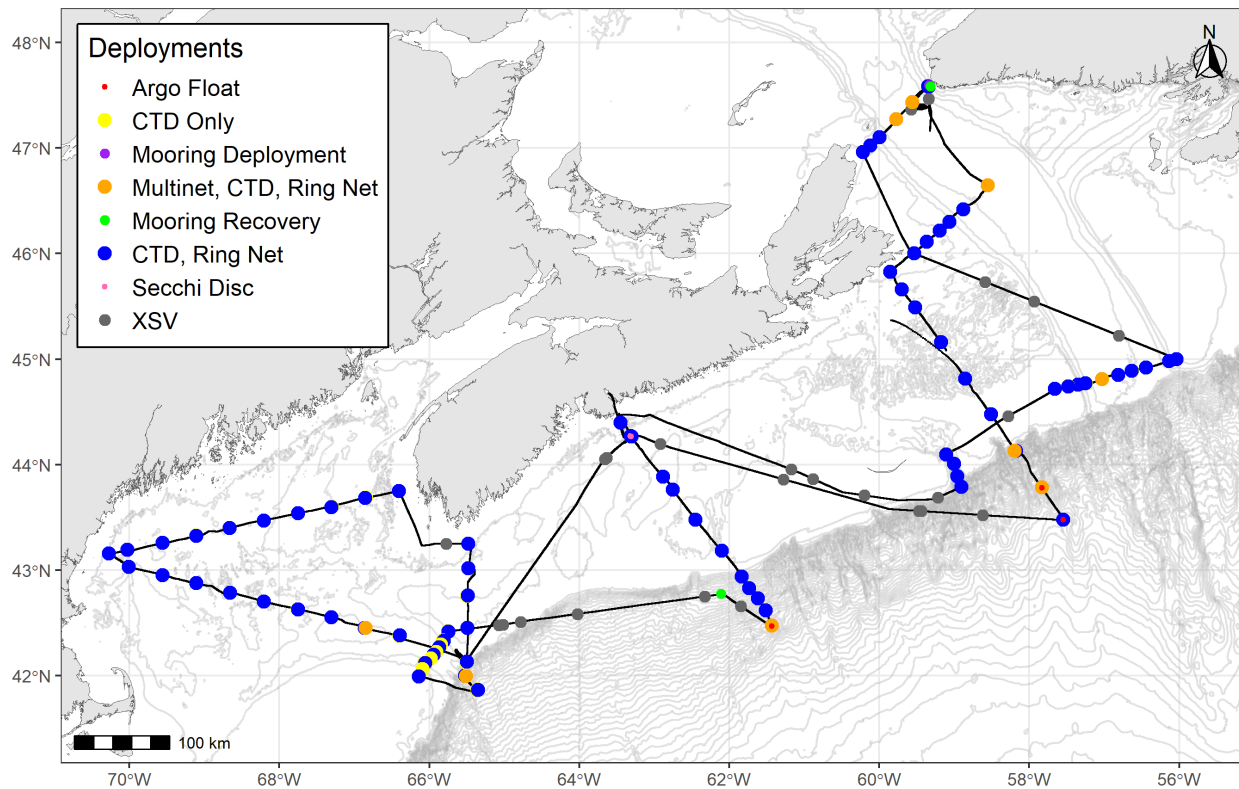 Deployments
Argo Float
CTD Only
Mooring Deployment
Multinet, CTD, Ring Net
Mooring Recovery
CTD, Ring Net
Secchi Disc
XSV
N
48°N
47°N
46°N
45°N
44°N
43°N
42°N
100 km
70°W 68°W 66°W 64°W 62°W 60°W 58°W 56°W